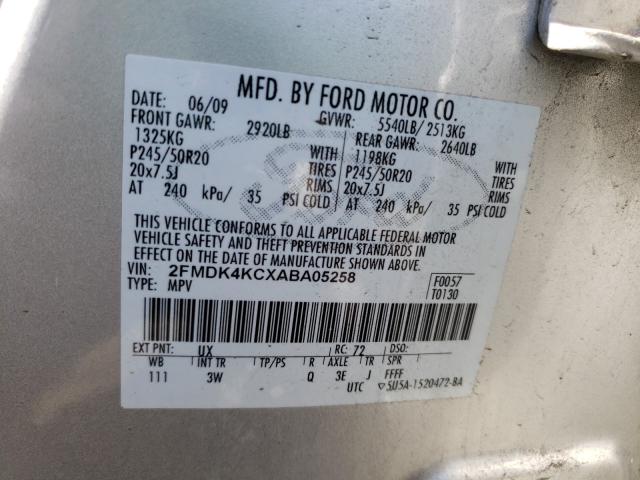 MFD. BY FORD MOTOR CO.
DATE: 06/09 GVWR: 5540LB/ 2513KG
FRONT GAWR: 2920LB REAR GAWR: 2640LB
1325KG WITH 1198KG WITH
P245/50R20 TIRES P245/50R20 TIRES
20x7.5J RIMS 20x7.5J RIMS
AT 240 kPa/ 35 PSI COLD AT 240 kPa/ 35 PSI COLD
THIS VEHICLE CONFORMS TO ALL APPLICABLE FEDERAL MOTOR
VEHICLE SAFETY AND THEFT PREVENTION STANDARDS IN
EFFECT ON THE DATE OF MANUFACTURE SHOWN ABOVE.
VIN: 2FMDK4KCXABA05258 F0057
TYPE: MPV T0130
EXT PNT: UX RC: 72 DSO:
WB INT TR TP/PS R AXLE TR SPR
111 3W Q 3E J FFFF
UTC 5U5A-1520472-BA